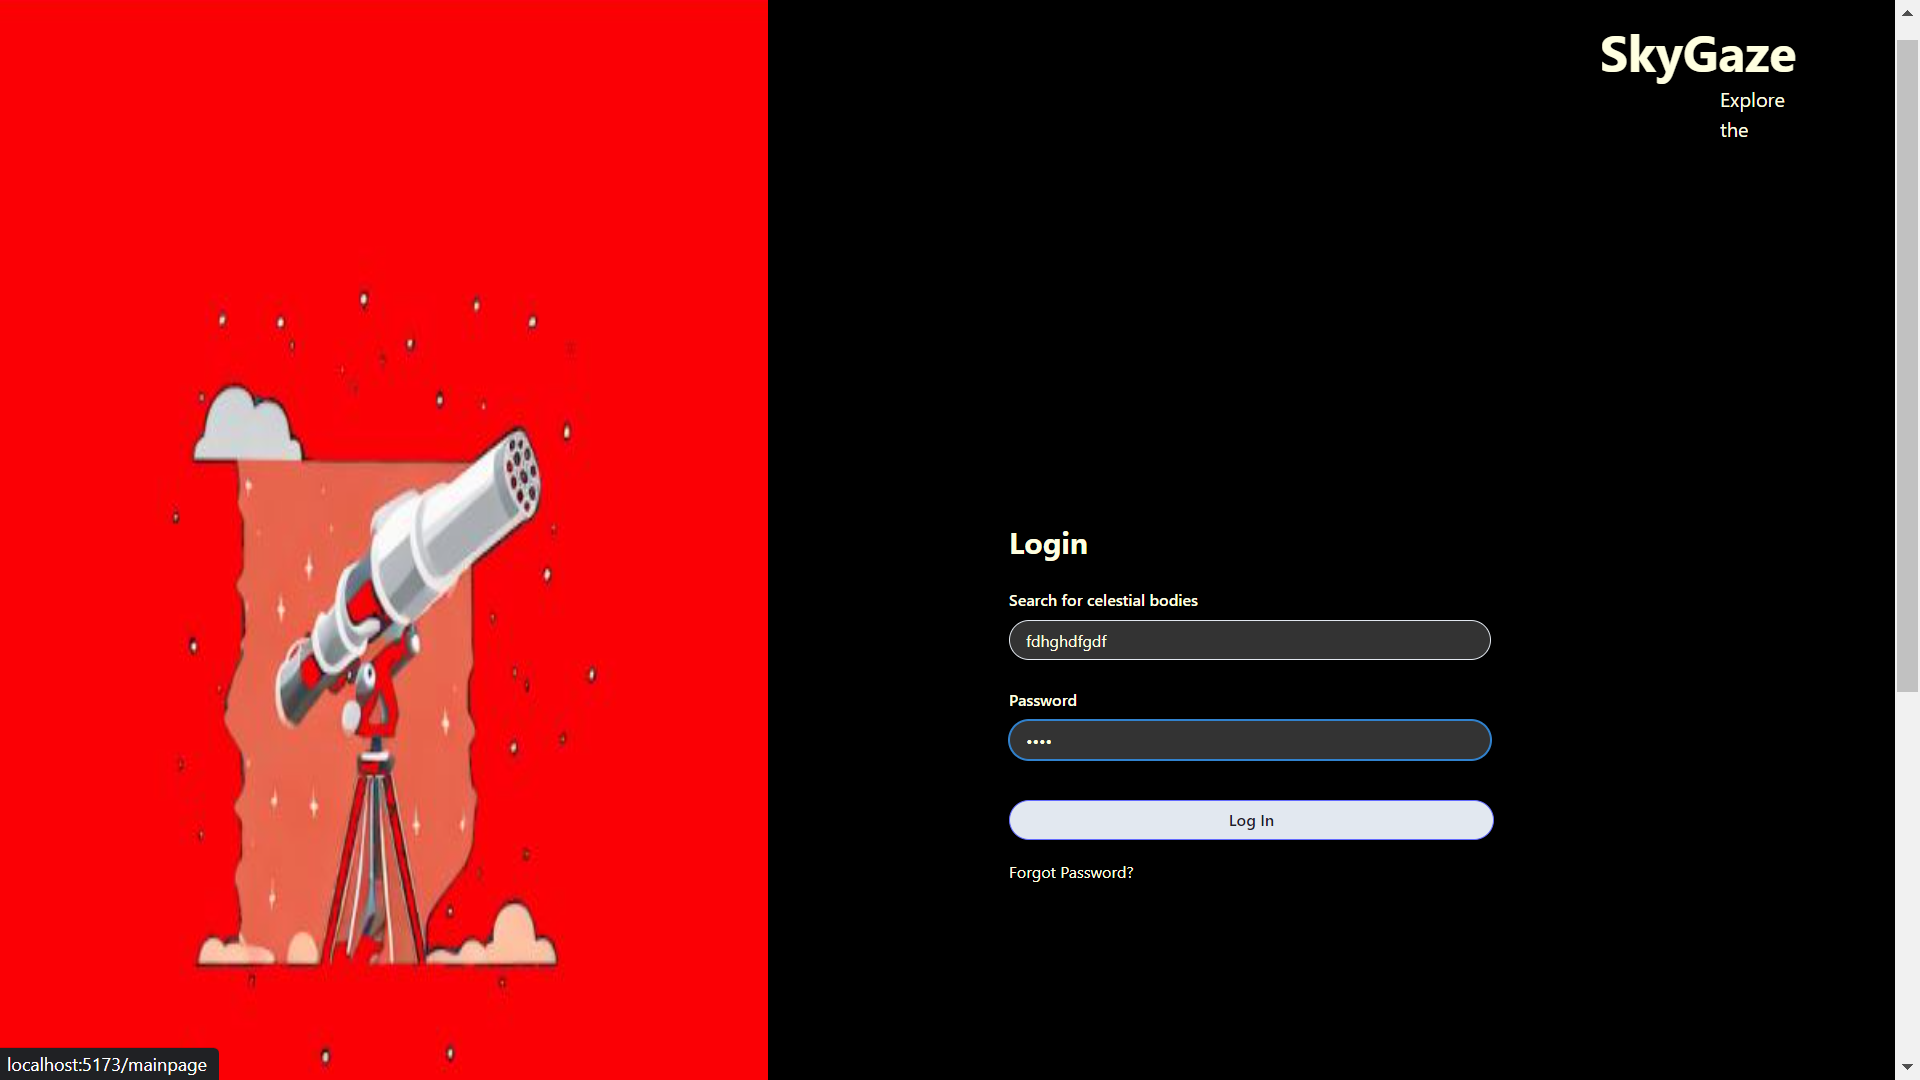 SkyGaze
Explore
the
Login
Search for celestial bodies
fdhghdfgdf
Password
••••
Log In
Forgot Password?
localhost:5173/mainpage